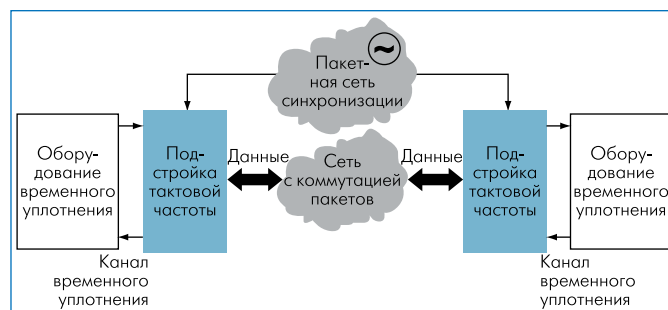 ~
Пакет-
ная сеть
синхронизации
Обору-
дование
временного
уплотнения
Под-
стройка
тактовой
частоты
Данные
Сеть
с коммутацией
пакетов
Данные
Под-
стройка
тактовой
частоты
Обору-
дование
временного
уплотнения
Канал
временного
уплотнения
Канал
временного
уплотнения